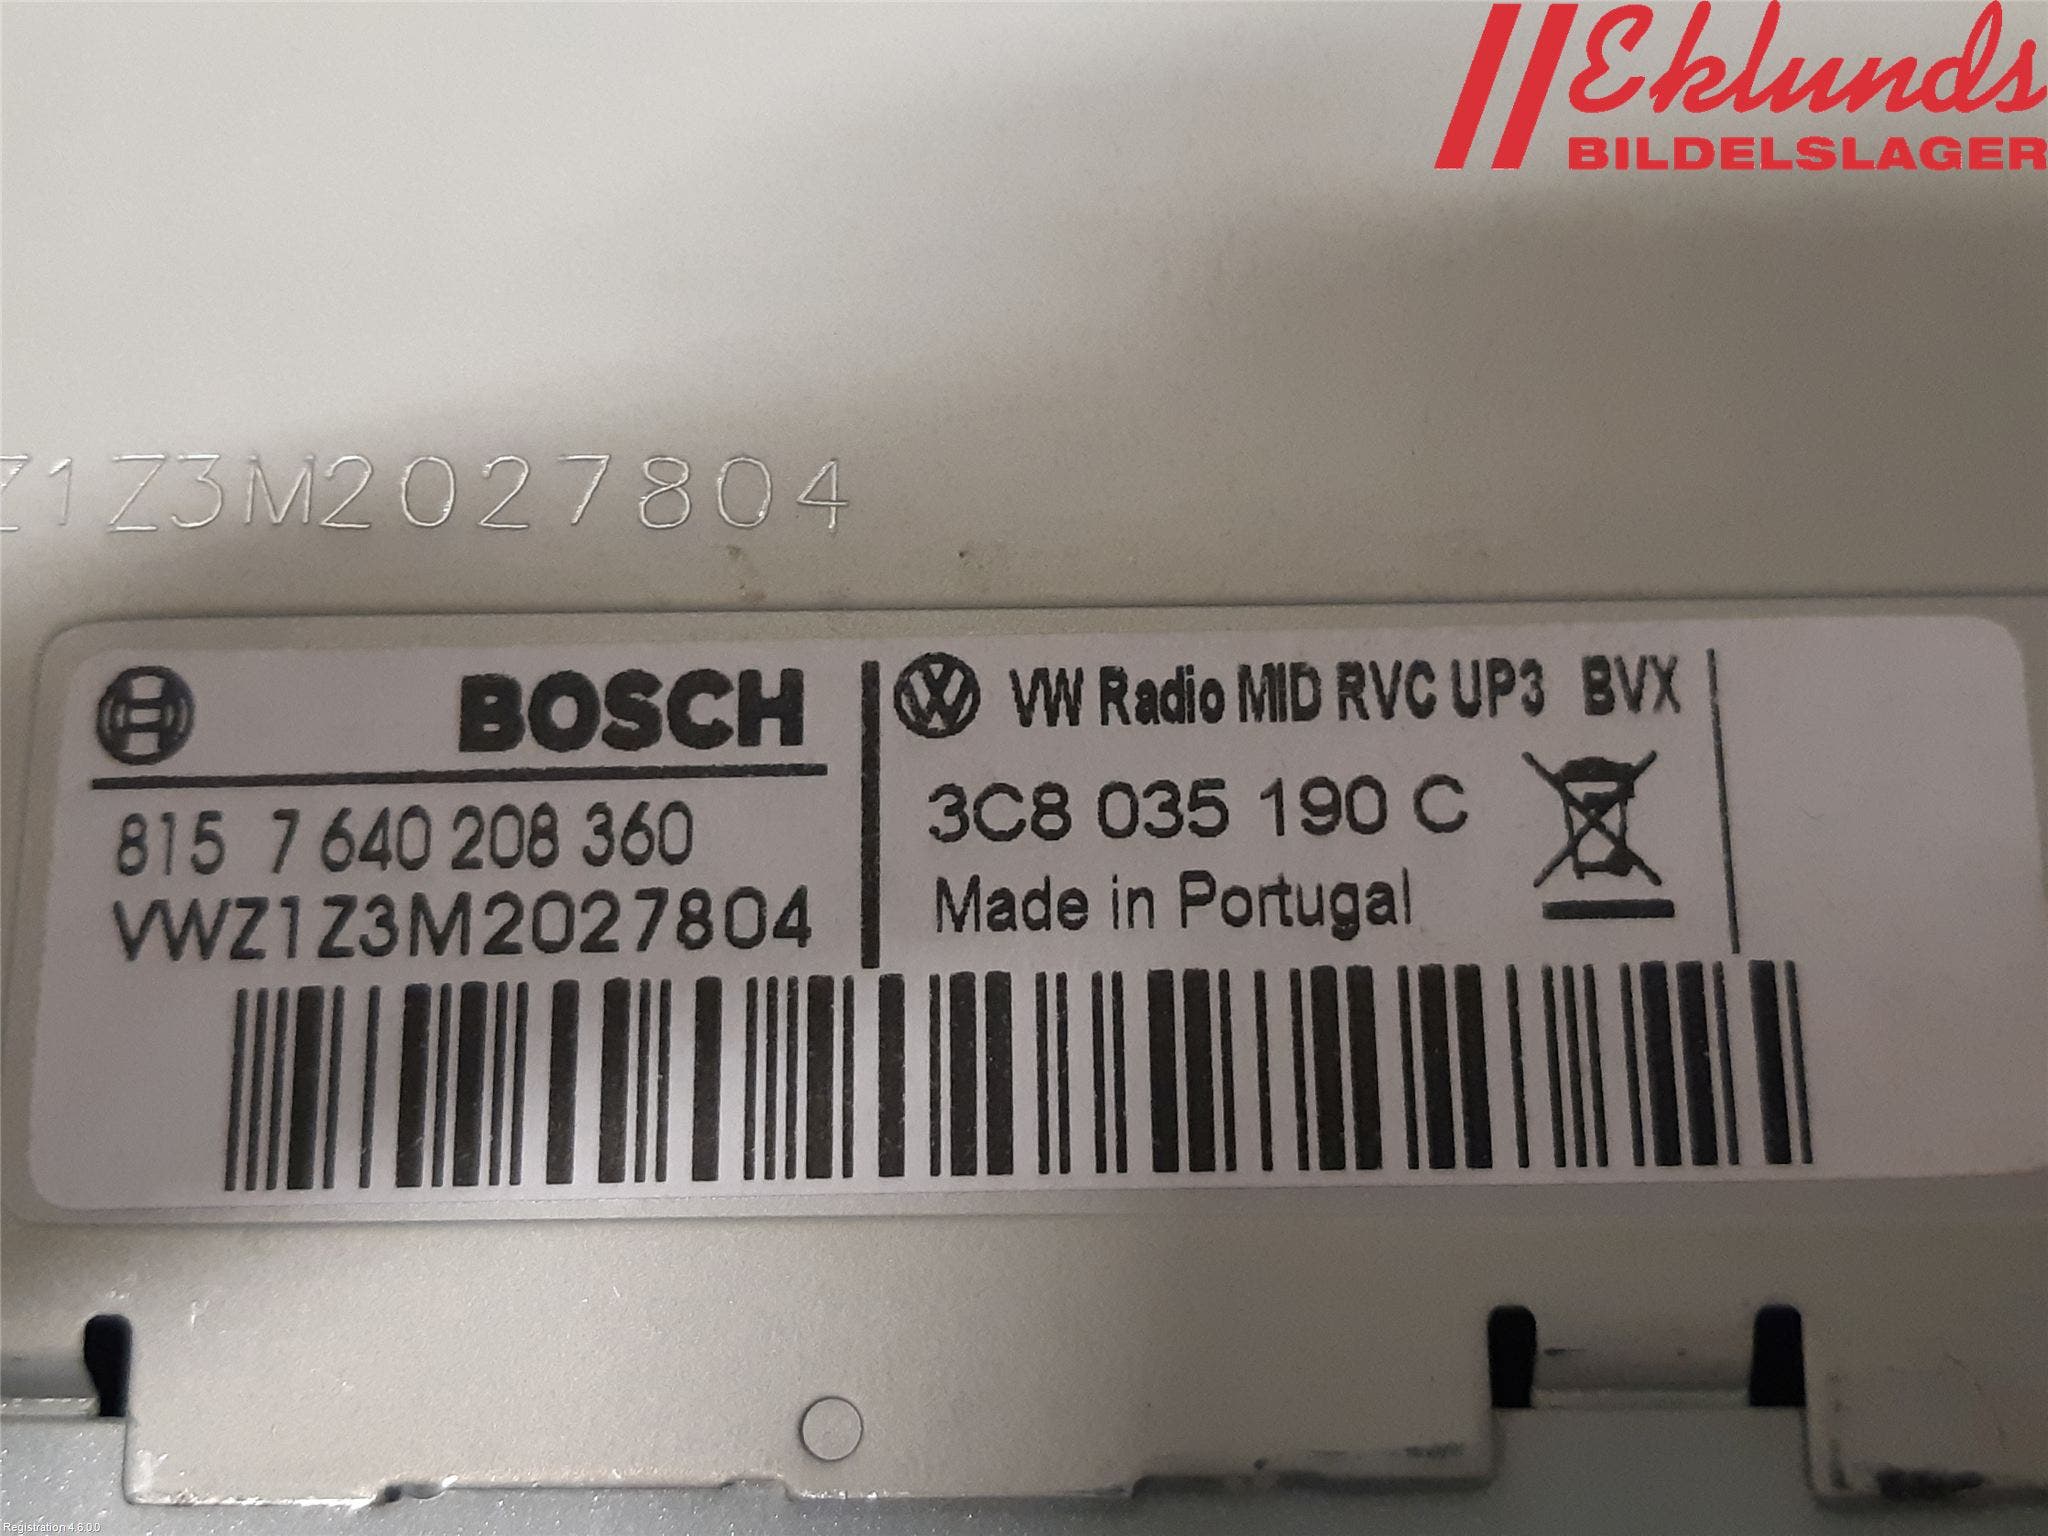 Eklunds
BILDELSLAGER
Z1Z3M2027804
BOSCH
815 7 640 208 360
VWZ1Z3M2027804
VW Radio MID RVC UP3 BVX
3C8 035 190 C
Made in Portugal
Registration 4.6.0.0